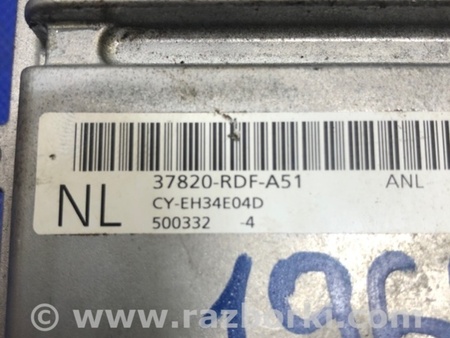 37820-RDF-A51 ANL
NL CY-EH34E04D
500332 -4
www.razborki.com